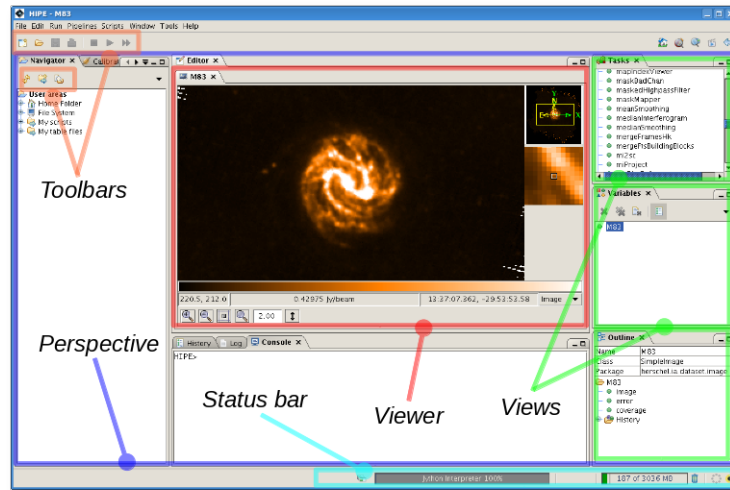 HIPE - M83
File Edit Run Pipelines Scripts Window Tools Help
Navigator
Editor
Tasks
M83
User areas
Home Folder
File System
My scripts
My table files
mapIndexViewer
maskBadChan
maskedHighpassFilter
maskMapper
meanSmoothing
medianInterferogram
medianSmoothing
mergeFramesHk
mergeFtsBuildingBlocks
miProject
Toolbars
Variables
M83
220.5, 212.0 0.42975 Jy/beam 13:37:07.362, -29:53:53.58 Image
2.00
History Log Console
HIPE>
Outline
Name M83
Class SimpleImage
Package herschel.ia.dataset.image
M83
image
error
coverage
History
Perspective
Status bar
Viewer
Views
Jython Interpreter 100%
187 of 3036 MB